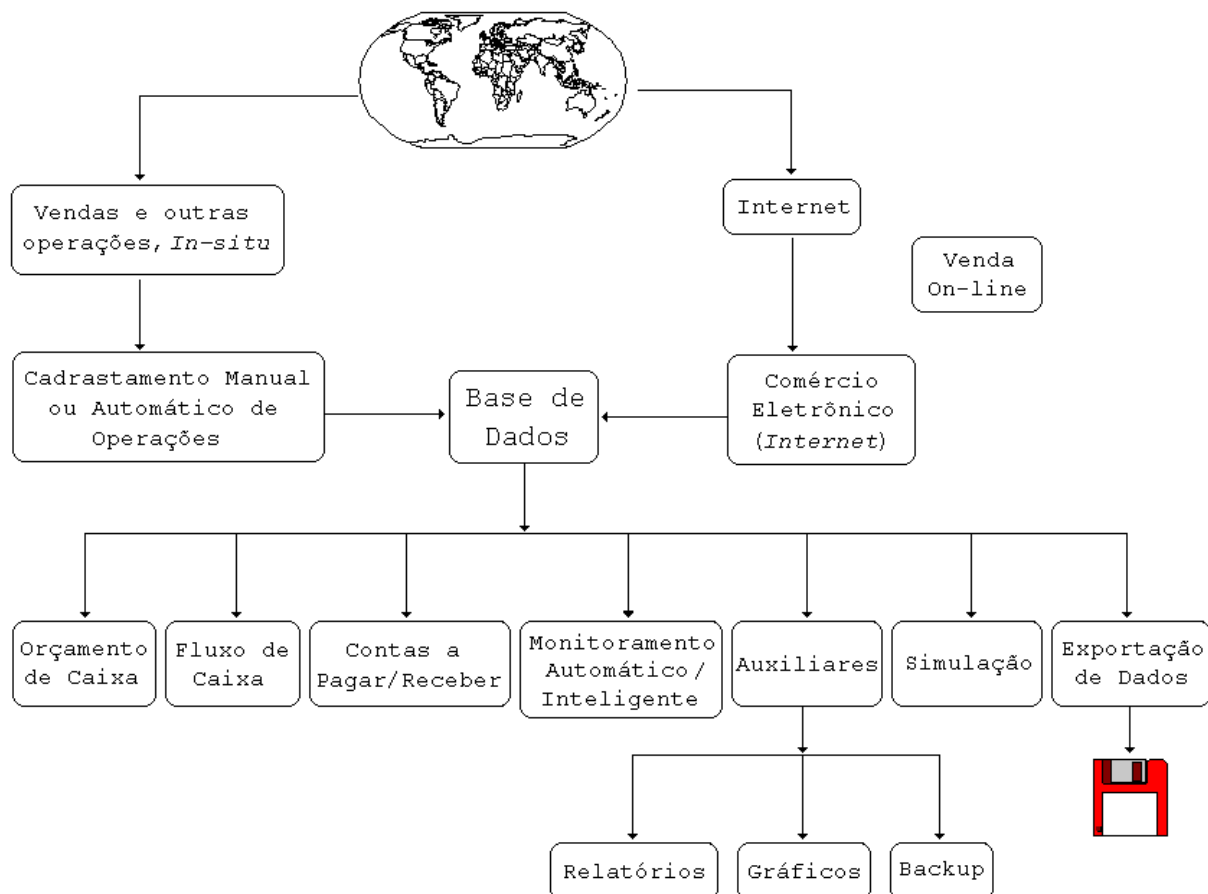 Vendas e outras
operações, In-situ
Internet
Venda
On-line
Cadrastamento Manual
ou Automático de
Operações
Base de
Dados
Comércio
Eletrônico
(Internet)
Orçamento
de Caixa
Fluxo de
Caixa
Contas a
Pagar/Receber
Monitoramento
Automático/
Inteligente
Auxiliares
Simulação
Exportação
de Dados
Relatórios
Gráficos
Backup